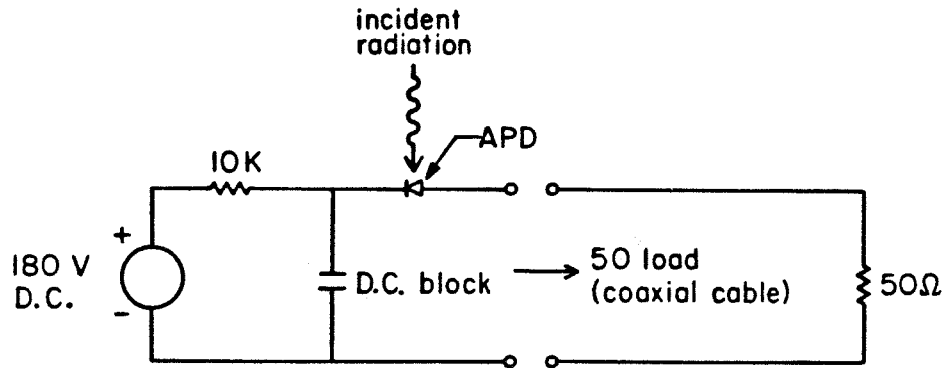 incident
radiation
APD
10K
+
180 V
D.C.
-
D.C. block
50 load
(coaxial cable)
50Ω